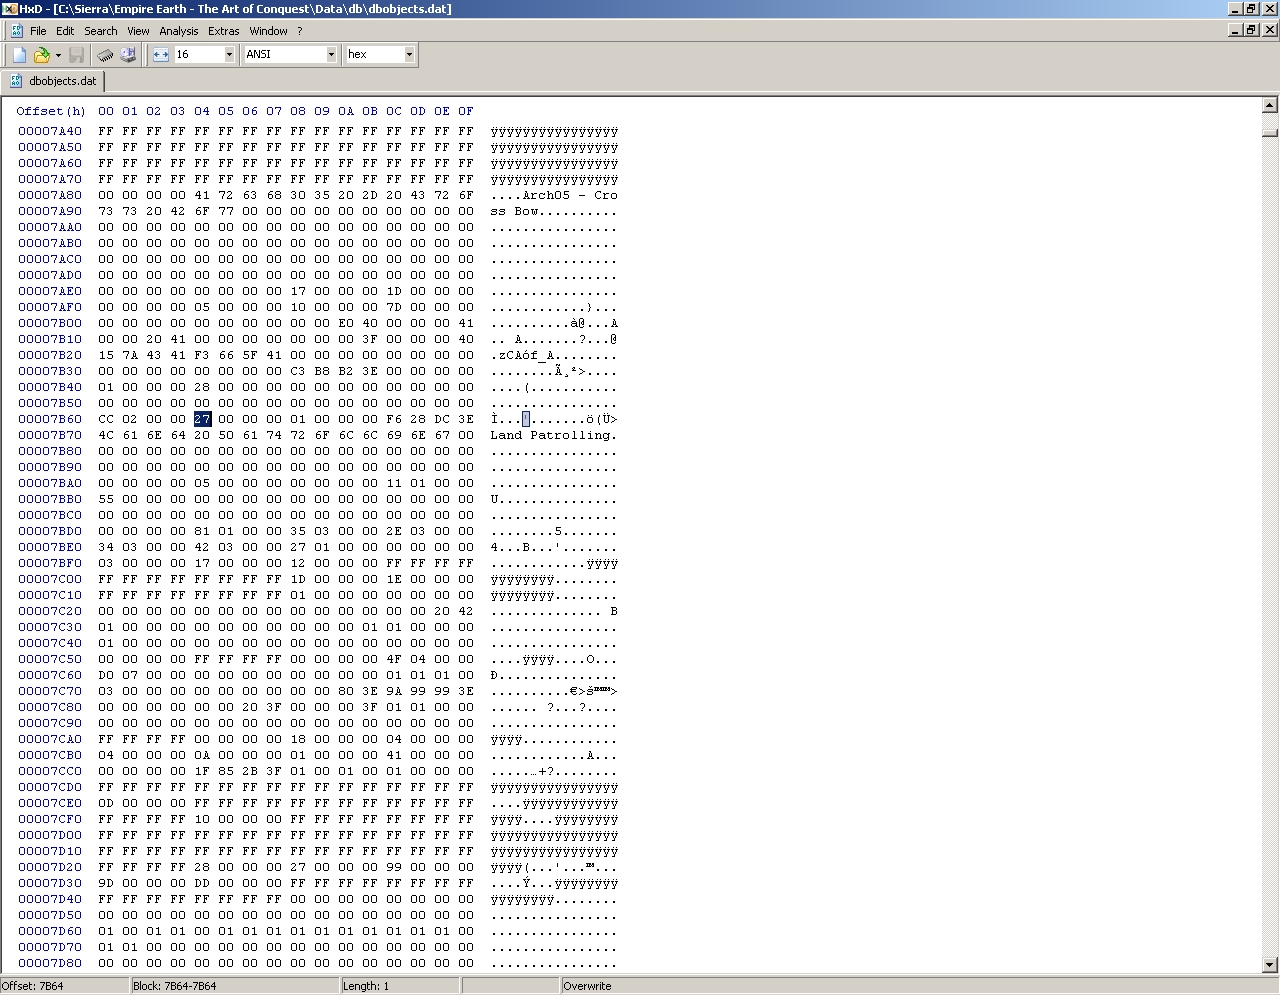 HxD - [C:\Sierra\Empire Earth - The Art of Conquest\Data\db\dbobjects.dat]
File Edit Search View Analysis Extras Window ?
16 ANSI hex
dbobjects.dat
Offset(h) 00 01 02 03 04 05 06 07 08 09 0A 0B 0C 0D 0E 0F
00007A40 FF FF FF FF FF FF FF FF FF FF FF FF FF FF FF FF ÿÿÿÿÿÿÿÿÿÿÿÿÿÿÿÿ
00007A50 FF FF FF FF FF FF FF FF FF FF FF FF FF FF FF FF ÿÿÿÿÿÿÿÿÿÿÿÿÿÿÿÿ
00007A60 FF FF FF FF FF FF FF FF FF FF FF FF FF FF FF FF ÿÿÿÿÿÿÿÿÿÿÿÿÿÿÿÿ
00007A70 FF FF FF FF FF FF FF FF FF FF FF FF FF FF FF FF ÿÿÿÿÿÿÿÿÿÿÿÿÿÿÿÿ
00007A80 00 00 00 00 41 72 63 68 30 35 20 2D 20 43 72 6F ....Arch05 - Cro
00007A90 73 73 20 42 6F 77 00 00 00 00 00 00 00 00 00 00 ss Bow..........
00007AA0 00 00 00 00 00 00 00 00 00 00 00 00 00 00 00 00 ................
00007AB0 00 00 00 00 00 00 00 00 00 00 00 00 00 00 00 00 ................
00007AC0 00 00 00 00 00 00 00 00 00 00 00 00 00 00 00 00 ................
00007AD0 00 00 00 00 00 00 00 00 00 00 00 00 00 00 00 00 ................
00007AE0 00 00 00 00 00 00 00 00 17 00 00 00 1D 00 00 00 ................
00007AF0 00 00 00 00 05 00 00 00 10 00 00 00 7D 00 00 00 ............}...
00007B00 00 00 00 00 00 00 00 00 00 00 E0 40 00 00 00 41 ..........à@...A
00007B10 00 00 20 41 00 00 00 00 00 00 00 3F 00 00 00 40 .. A.......?...@
00007B20 15 7A 43 41 F3 66 5F 41 00 00 00 00 00 00 00 00 .zCAóf_A........
00007B30 00 00 00 00 00 00 00 00 C3 B8 B2 3E 00 00 00 00 ........Ã¸²>....
00007B40 01 00 00 00 28 00 00 00 00 00 00 00 00 00 00 00 ....(...........
00007B50 00 00 00 00 00 00 00 00 00 00 00 00 00 00 00 00 ................
00007B60 CC 02 00 00 27 00 00 00 01 00 00 00 F6 28 DC 3E Ì...'.......ö(Ü>
00007B70 4C 61 6E 64 20 50 61 74 72 6F 6C 6C 69 6E 67 00 Land Patrolling.
00007B80 00 00 00 00 00 00 00 00 00 00 00 00 00 00 00 00 ................
00007B90 00 00 00 00 00 00 00 00 00 00 00 00 00 00 00 00 ................
00007BA0 00 00 00 00 05 00 00 00 00 00 00 00 11 01 00 00 ................
00007BB0 55 00 00 00 00 00 00 00 00 00 00 00 00 00 00 00 U...............
00007BC0 00 00 00 00 00 00 00 00 00 00 00 00 00 00 00 00 ................
00007BD0 00 00 00 00 81 01 00 00 35 03 00 00 2E 03 00 00 ........5.......
00007BE0 34 03 00 00 42 03 00 00 27 01 00 00 00 00 00 00 4...B...'.......
00007BF0 03 00 00 00 17 00 00 00 12 00 00 00 FF FF FF FF ............ÿÿÿÿ
00007C00 FF FF FF FF FF FF FF FF 1D 00 00 00 1E 00 00 00 ÿÿÿÿÿÿÿÿ........
00007C10 FF FF FF FF FF FF FF FF 01 00 00 00 00 00 00 00 ÿÿÿÿÿÿÿÿ........
00007C20 00 00 00 00 00 00 00 00 00 00 00 00 00 00 20 42 .............. B
00007C30 01 00 00 00 00 00 00 00 00 00 00 01 01 00 00 00 ................
00007C40 01 00 00 00 00 00 00 00 00 00 00 00 00 00 00 00 ................
00007C50 00 00 00 00 FF FF FF FF 00 00 00 00 4F 04 00 00 ....ÿÿÿÿ....O...
00007C60 D0 07 00 00 00 00 00 00 00 00 00 00 01 01 01 00 Ð...............
00007C70 03 00 00 00 00 00 00 00 00 00 80 3E 9A 99 99 3E ..........€>š™™>
00007C80 00 00 00 00 00 00 20 3F 00 00 00 3F 01 01 00 00 ...... ?...?....
00007C90 00 00 00 00 00 00 00 00 00 00 00 00 00 00 00 00 ................
00007CA0 FF FF FF FF 00 00 00 00 18 00 00 00 04 00 00 00 ÿÿÿÿ............
00007CB0 04 00 00 00 0A 00 00 00 01 00 00 00 41 00 00 00 ............A...
00007CC0 00 00 00 00 1F 85 2B 3F 01 00 01 00 01 00 00 00 .....…+?........
00007CD0 FF FF FF FF FF FF FF FF FF FF FF FF FF FF FF FF ÿÿÿÿÿÿÿÿÿÿÿÿÿÿÿÿ
00007CE0 0D 00 00 00 FF FF FF FF FF FF FF FF FF FF FF FF ....ÿÿÿÿÿÿÿÿÿÿÿÿ
00007CF0 FF FF FF FF 10 00 00 00 FF FF FF FF FF FF FF FF ÿÿÿÿ....ÿÿÿÿÿÿÿÿ
00007D00 FF FF FF FF FF FF FF FF FF FF FF FF FF FF FF FF ÿÿÿÿÿÿÿÿÿÿÿÿÿÿÿÿ
00007D10 FF FF FF FF FF FF FF FF FF FF FF FF FF FF FF FF ÿÿÿÿÿÿÿÿÿÿÿÿÿÿÿÿ
00007D20 FF FF FF FF 28 00 00 00 27 00 00 00 99 00 00 00 ÿÿÿÿ(...'...™...
00007D30 9D 00 00 00 DD 00 00 00 FF FF FF FF FF FF FF FF ....Ý...ÿÿÿÿÿÿÿÿ
00007D40 FF FF FF FF FF FF FF FF 00 00 00 00 00 00 00 00 ÿÿÿÿÿÿÿÿ........
00007D50 00 00 00 00 00 00 00 00 00 00 00 00 00 00 00 00 ................
00007D60 01 00 01 01 00 01 01 01 01 01 01 01 01 01 01 00 ................
00007D70 01 01 00 00 00 00 00 00 00 00 00 00 00 00 00 00 ................
00007D80 00 00 00 00 00 00 00 00 00 00 00 00 00 00 00 00 ................
Offset: 7B64 Block: 7B64-7B64 Length: 1 Overwrite